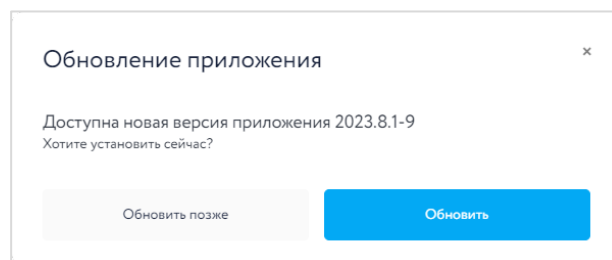 Обновление приложения
×
Доступна новая версия приложения 2023.8.1-9
Хотите установить сейчас?
Обновить позже
Обновить